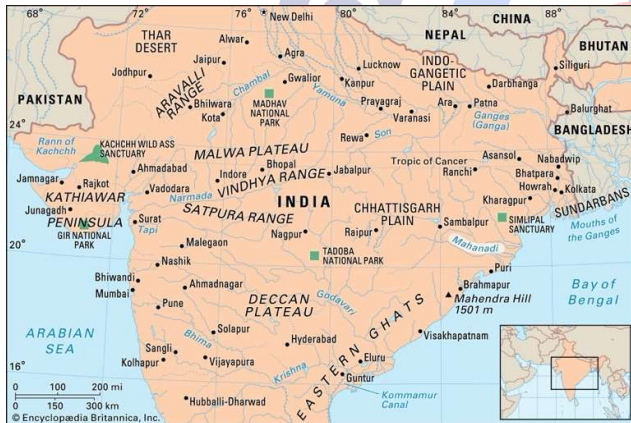 68°
72°
76°
New Delhi
80°
84°
88°
CHINA
NEPAL
BHUTAN
THAR
DESERT
Alwar
Agra
Jaipur
Lucknow
INDO-
GANGETIC
PLAIN
Siliguri
Jodhpur
Gwalior
Kanpur
Darbhanga
ARAVALLI
RANGE
Chambal
Yamuna
PAKISTAN
Bhilwara
Kota
MADHAV
NATIONAL
PARK
Prayagraj
Ara
Patna
Varanasi
Ganges
(Ganga)
Balurghat
24°
BANGLADESH
Rann of
Kachchh
KACHCHH WILD ASS
SANCTUARY
Rewa
Son
MALWA PLATEAU
Tropic of Cancer
Asansol
Nabadwip
Ahmadabad
Bhopal
Jabalpur
Ranchi
Bhatpara
Jamnagar
Rajkot
Indore
VINDHYA RANGE
Howrah
Kolkata
KATHIAWAR
Vadodara
Narmada
INDIA
Kharagpur
SUNDARBANS
Junagadh
SATPURA RANGE
CHHATTISGARH
PLAIN
PENINSULA
Surat
Tapi
Sambalpur
SIMLIPAL
SANCTUARY
Mouths of
the Ganges
GIR NATIONAL
PARK
Nagpur
Raipur
20°
Malegaon
TADOBA
NATIONAL PARK
Mahanadi
Nashik
Puri
Bhiwandi
Ahmadnagar
Brahmapur
Bay of
Bengal
Mumbai
Godavari
Mahendra Hill
1501 m
Pune
DECCAN
PLATEAU
ARABIAN
SEA
Bhima
Solapur
Hyderabad
EASTERN GHATS
Visakhapatnam
Sangli
Kolhapur
Vijayapura
Eluru
16°
Krishna
Guntur
0 100 200 mi
0 150 300 km
Kommamur
Canal
Hubballi-Dharwad
© Encyclopædia Britannica, Inc.